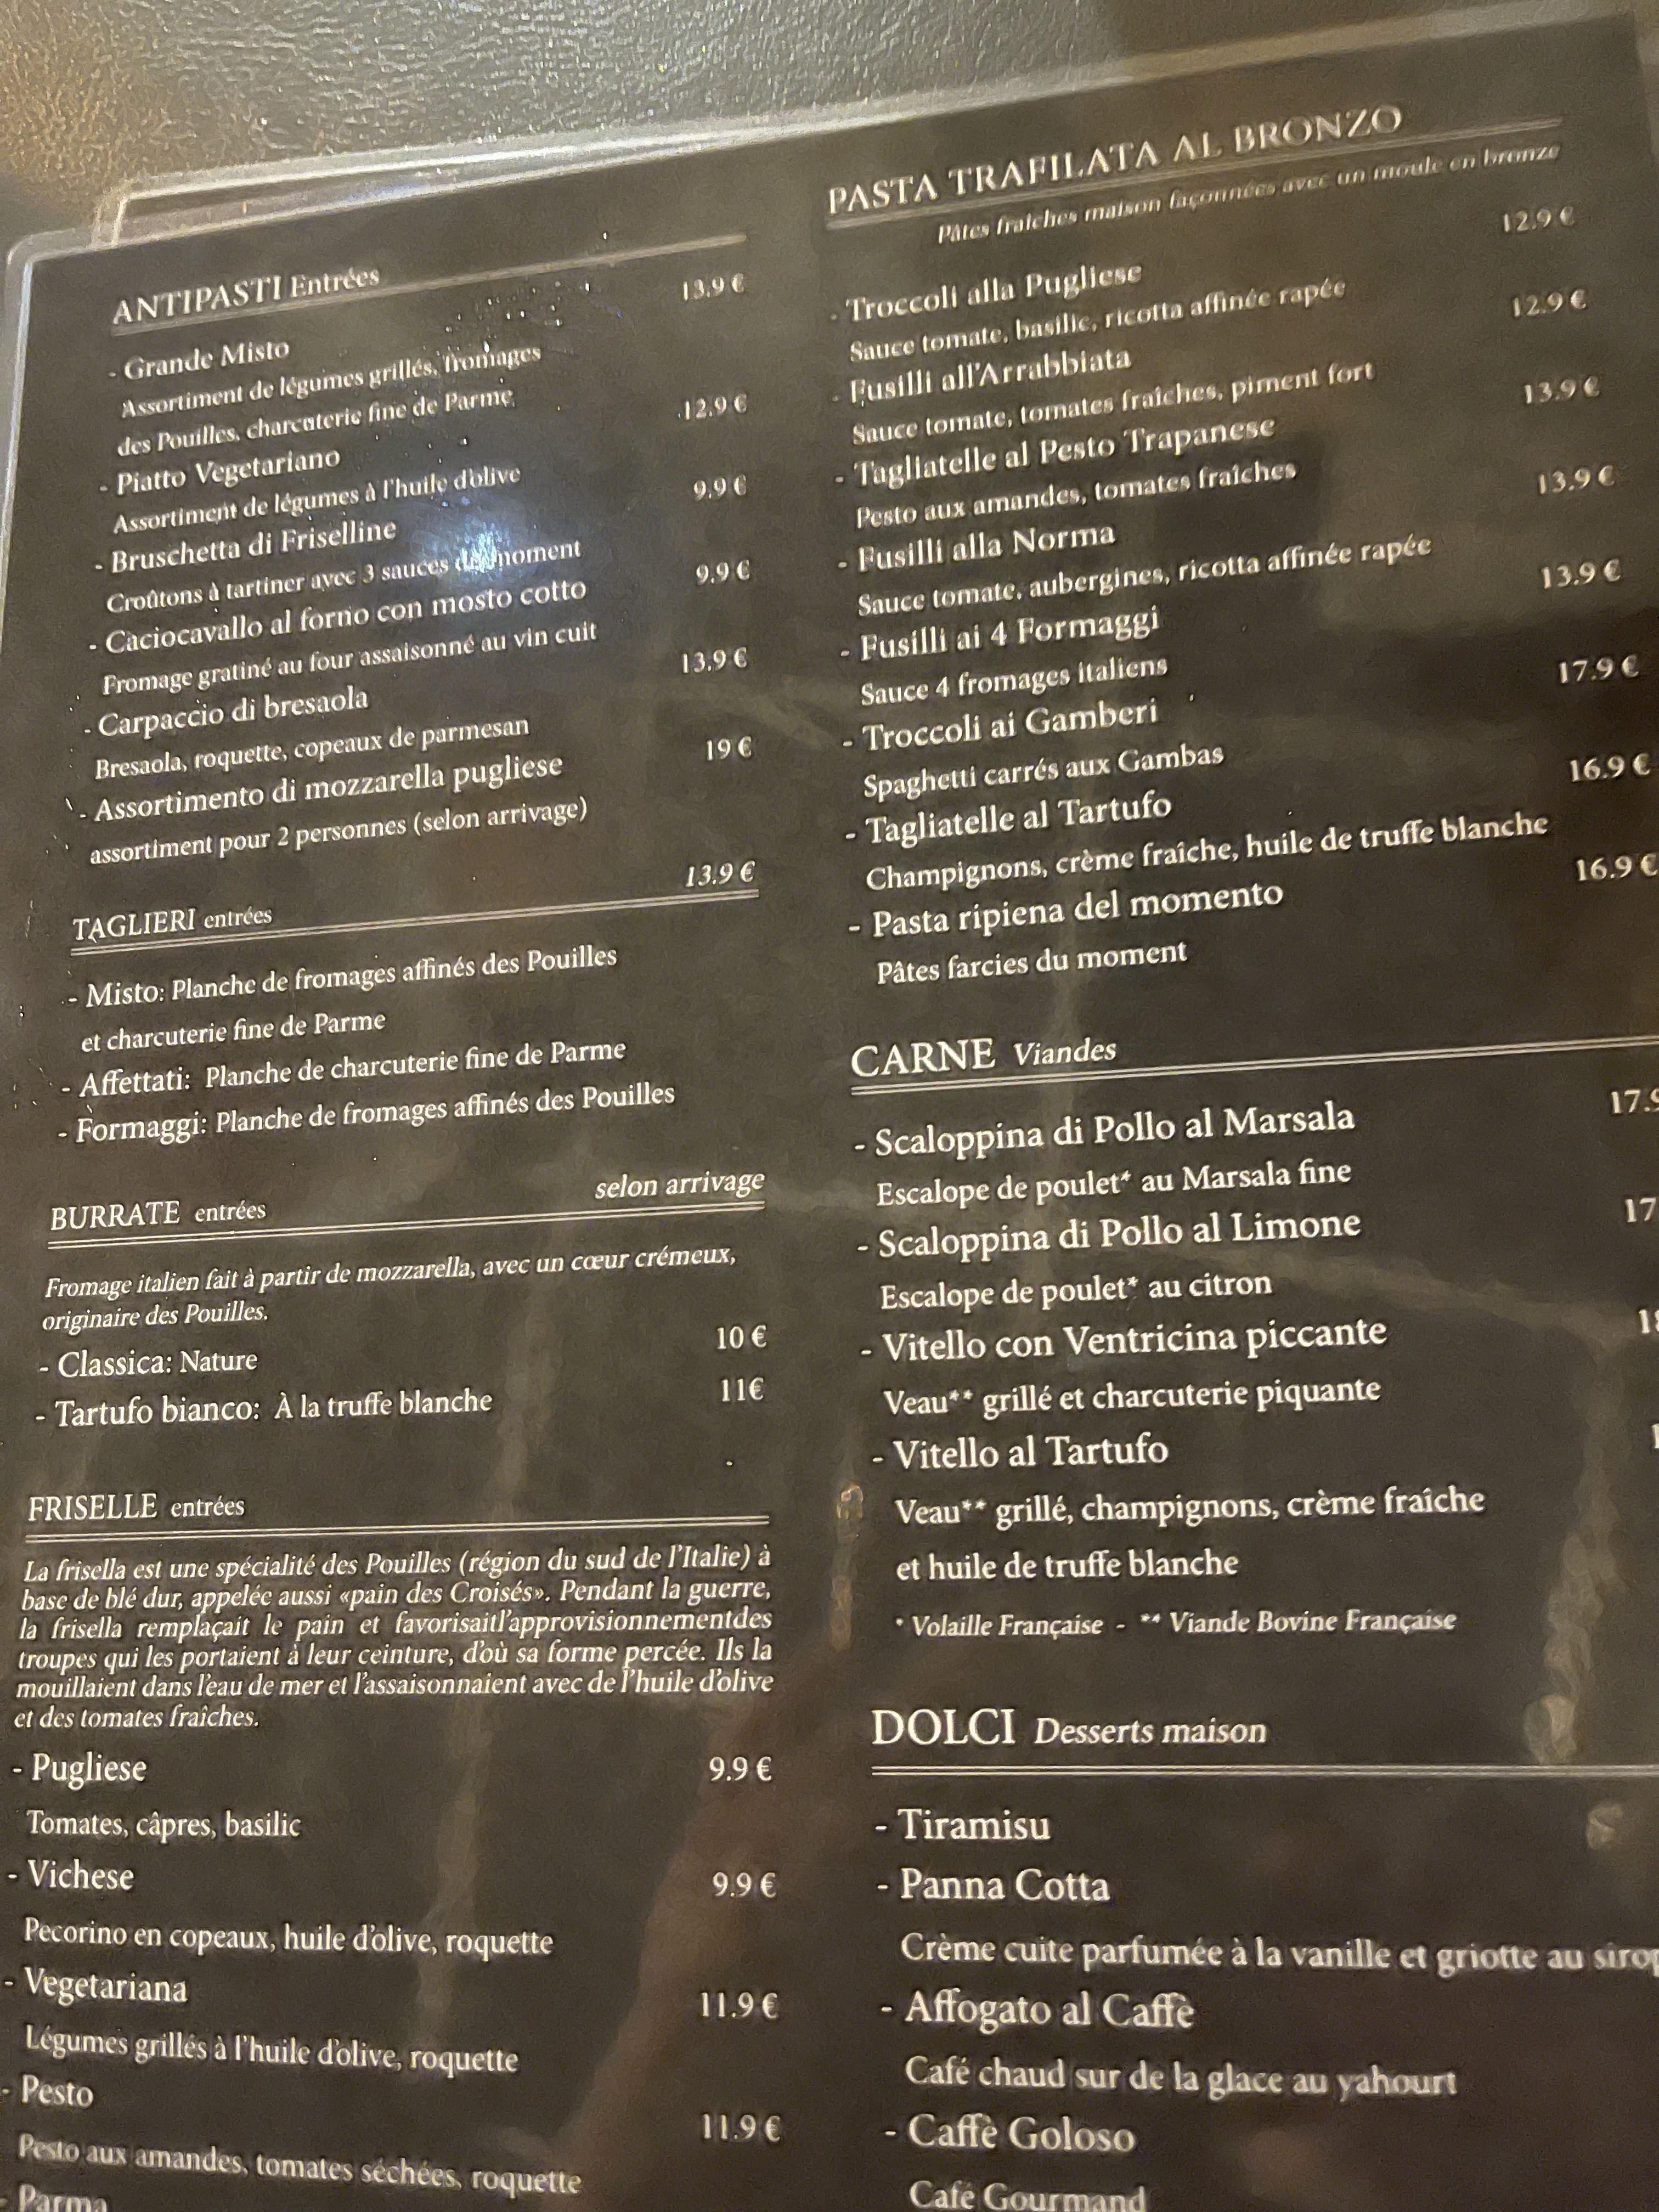 ANTIPASTI Entrées
- Grande Misto 13.9 €
Assortiment de légumes grillés, fromages
des Pouilles, charcuterie fine de Parme
- Piatto Vegetariano 12.9 €
Assortiment de légumes à l'huile d'olive
- Bruschetta di Friselline 9.9 €
Croûtons à tartiner avec 3 sauces du moment
- Caciocavallo al forno con mosto cotto 9.9 €
Fromage gratiné au four assaisonné au vin cuit
- Carpaccio di bresaola 13.9 €
Bresaola, roquette, copeaux de parmesan
- Assortimento di mozzarella pugliese 19 €
assortiment pour 2 personnes (selon arrivage)
TAGLIERI entrées 13.9 €
- Misto: Planche de fromages affinés des Pouilles
et charcuterie fine de Parme
- Affettati: Planche de charcuterie fine de Parme
- Formaggi: Planche de fromages affinés des Pouilles
BURRATE entrées selon arrivage
Fromage italien fait à partir de mozzarella, avec un cœur crémeux,
originaire des Pouilles.
- Classica: Nature 10 €
- Tartufo bianco: À la truffe blanche 11€
FRISELLE entrées
La frisella est une spécialité des Pouilles (région du sud de l'Italie) à
base de blé dur, appelée aussi «pain des Croisés». Pendant la guerre,
la frisella remplaçait le pain et favorisaitl'approvisionnementdes
troupes qui les portaient à leur ceinture, d'où sa forme percée. Ils la
mouillaient dans l'eau de mer et l'assaisonnaient avec de l'huile d'olive
et des tomates fraîches.
- Pugliese 9.9 €
Tomates, câpres, basilic
- Vichese 9.9 €
Pecorino en copeaux, huile d'olive, roquette
- Vegetariana 11.9 €
Légumes grillés à l'huile d'olive, roquette
- Pesto 11.9 €
Pesto aux amandes, tomates séchées, roquette
- Parma
PASTA TRAFILATA AL BRONZO
Pâtes fraîches maison façonnées avec un moule en bronze
- Troccoli alla Pugliese 12.9 €
Sauce tomate, basilic, ricotta affinée rapée
- Fusilli all'Arrabbiata 12.9 €
Sauce tomate, tomates fraîches, piment fort
- Tagliatelle al Pesto Trapanese 13.9 €
Pesto aux amandes, tomates fraîches
- Fusilli alla Norma 13.9 €
Sauce tomate, aubergines, ricotta affinée rapée
- Fusilli ai 4 Formaggi 13.9 €
Sauce 4 fromages italiens
- Troccoli ai Gamberi 17.9 €
Spaghetti carrés aux Gambas
- Tagliatelle al Tartufo 16.9 €
Champignons, crème fraîche, huile de truffe blanche
- Pasta ripiena del momento 16.9 €
Pâtes farcies du moment
CARNE Viandes
- Scaloppina di Pollo al Marsala 17.9
Escalope de poulet* au Marsala fine
- Scaloppina di Pollo al Limone 17
Escalope de poulet* au citron
- Vitello con Ventricina piccante 18
Veau** grillé et charcuterie piquante
- Vitello al Tartufo
Veau** grillé, champignons, crème fraîche
et huile de truffe blanche
* Volaille Française - ** Viande Bovine Française
DOLCI Desserts maison
- Tiramisu
- Panna Cotta
Crème cuite parfumée à la vanille et griotte au sirop
- Affogato al Caffè
Café chaud sur de la glace au yahourt
- Caffè Goloso
Café Gourmand